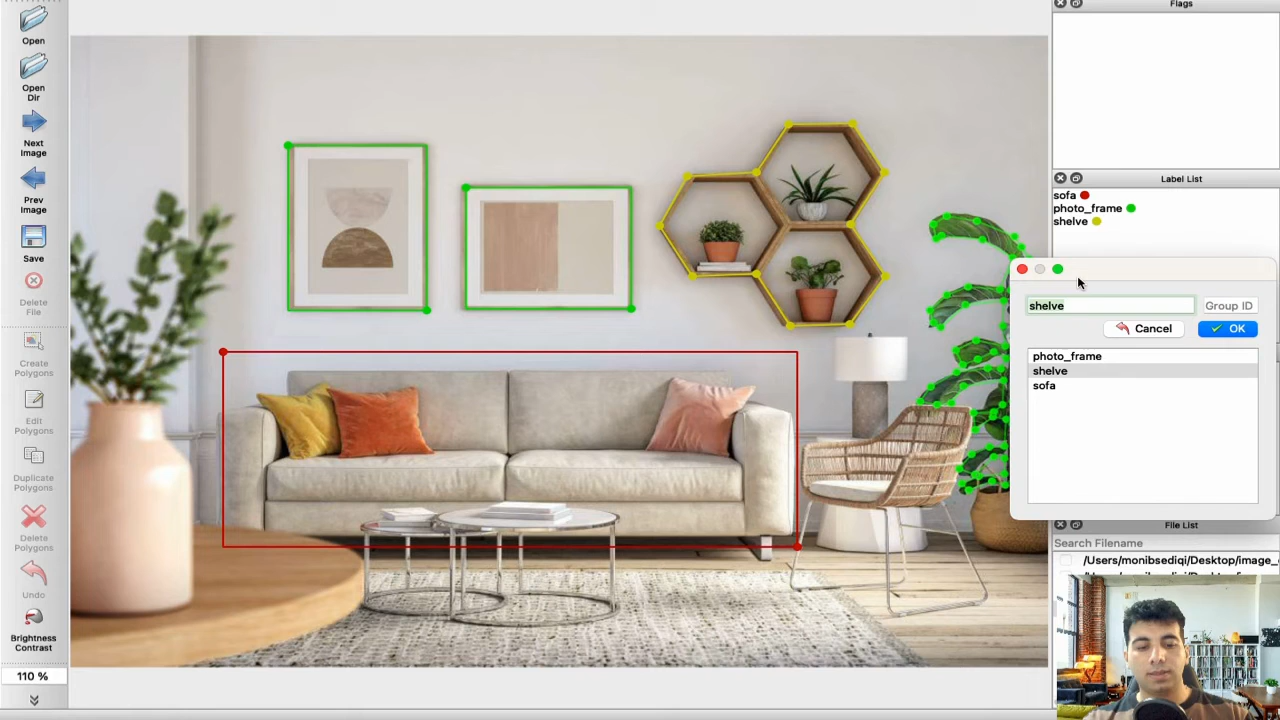 Open
Open
Dir
Next
Image
Prev
Image
Save
Delete
File
Create
Polygons
Edit
Polygons
Duplicate
Polygons
Delete
Polygons
Undo
Brightness
Contrast
110 %
Flags
Label List
sofa
photo_frame
shelve
shelve
Group ID
Cancel
OK
photo_frame
shelve
sofa
File List
Search Filename
/Users/monibsediqi/Desktop/image_